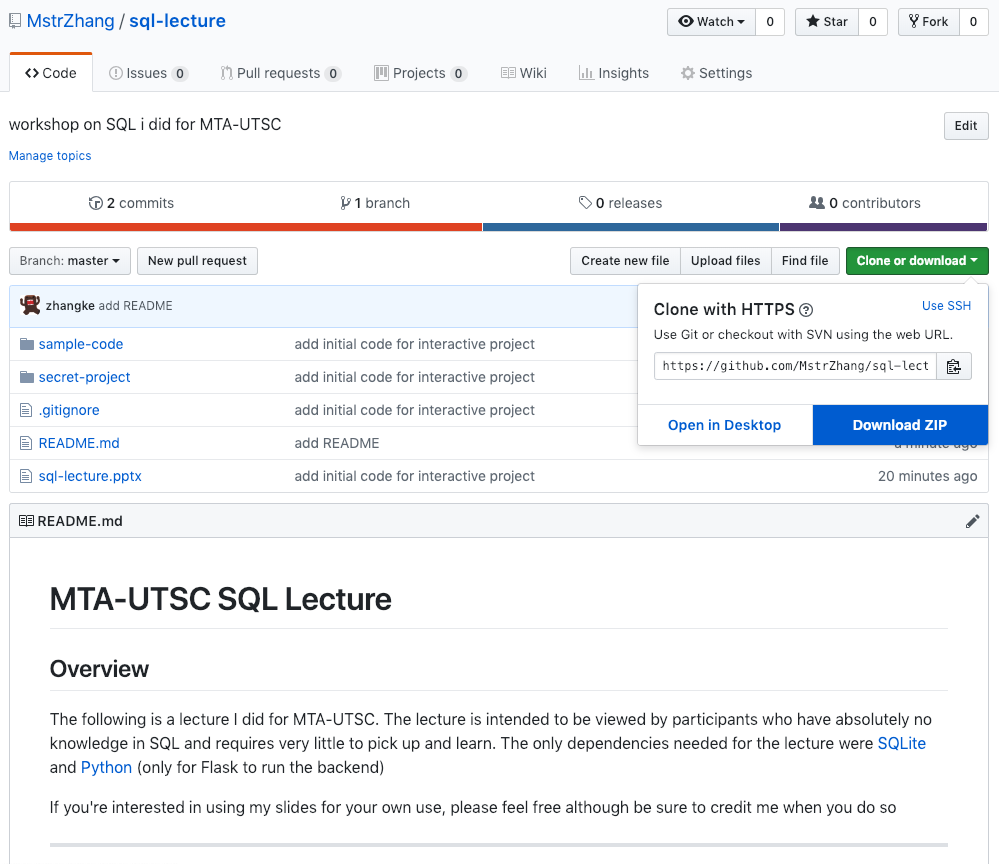 MstrZhang / sql-lecture
Watch 0 Star 0 Fork 0
Code Issues 0 Pull requests 0 Projects 0 Wiki Insights Settings
workshop on SQL i did for MTA-UTSC
Edit
Manage topics
2 commits 1 branch 0 releases 0 contributors
Branch: master New pull request Create new file Upload files Find file Clone or download
zhangke add README
Clone with HTTPS
Use SSH
Use Git or checkout with SVN using the web URL.
https://github.com/MstrZhang/sql-lect
Open in Desktop
Download ZIP
sample-code add initial code for interactive project
secret-project add initial code for interactive project
.gitignore add initial code for interactive project
README.md add README a minute ago
sql-lecture.pptx add initial code for interactive project 20 minutes ago
README.md
MTA-UTSC SQL Lecture
Overview
The following is a lecture I did for MTA-UTSC. The lecture is intended to be viewed by participants who have absolutely no
knowledge in SQL and requires very little to pick up and learn. The only dependencies needed for the lecture were SQLite
and Python (only for Flask to run the backend)
If you're interested in using my slides for your own use, please feel free although be sure to credit me when you do so